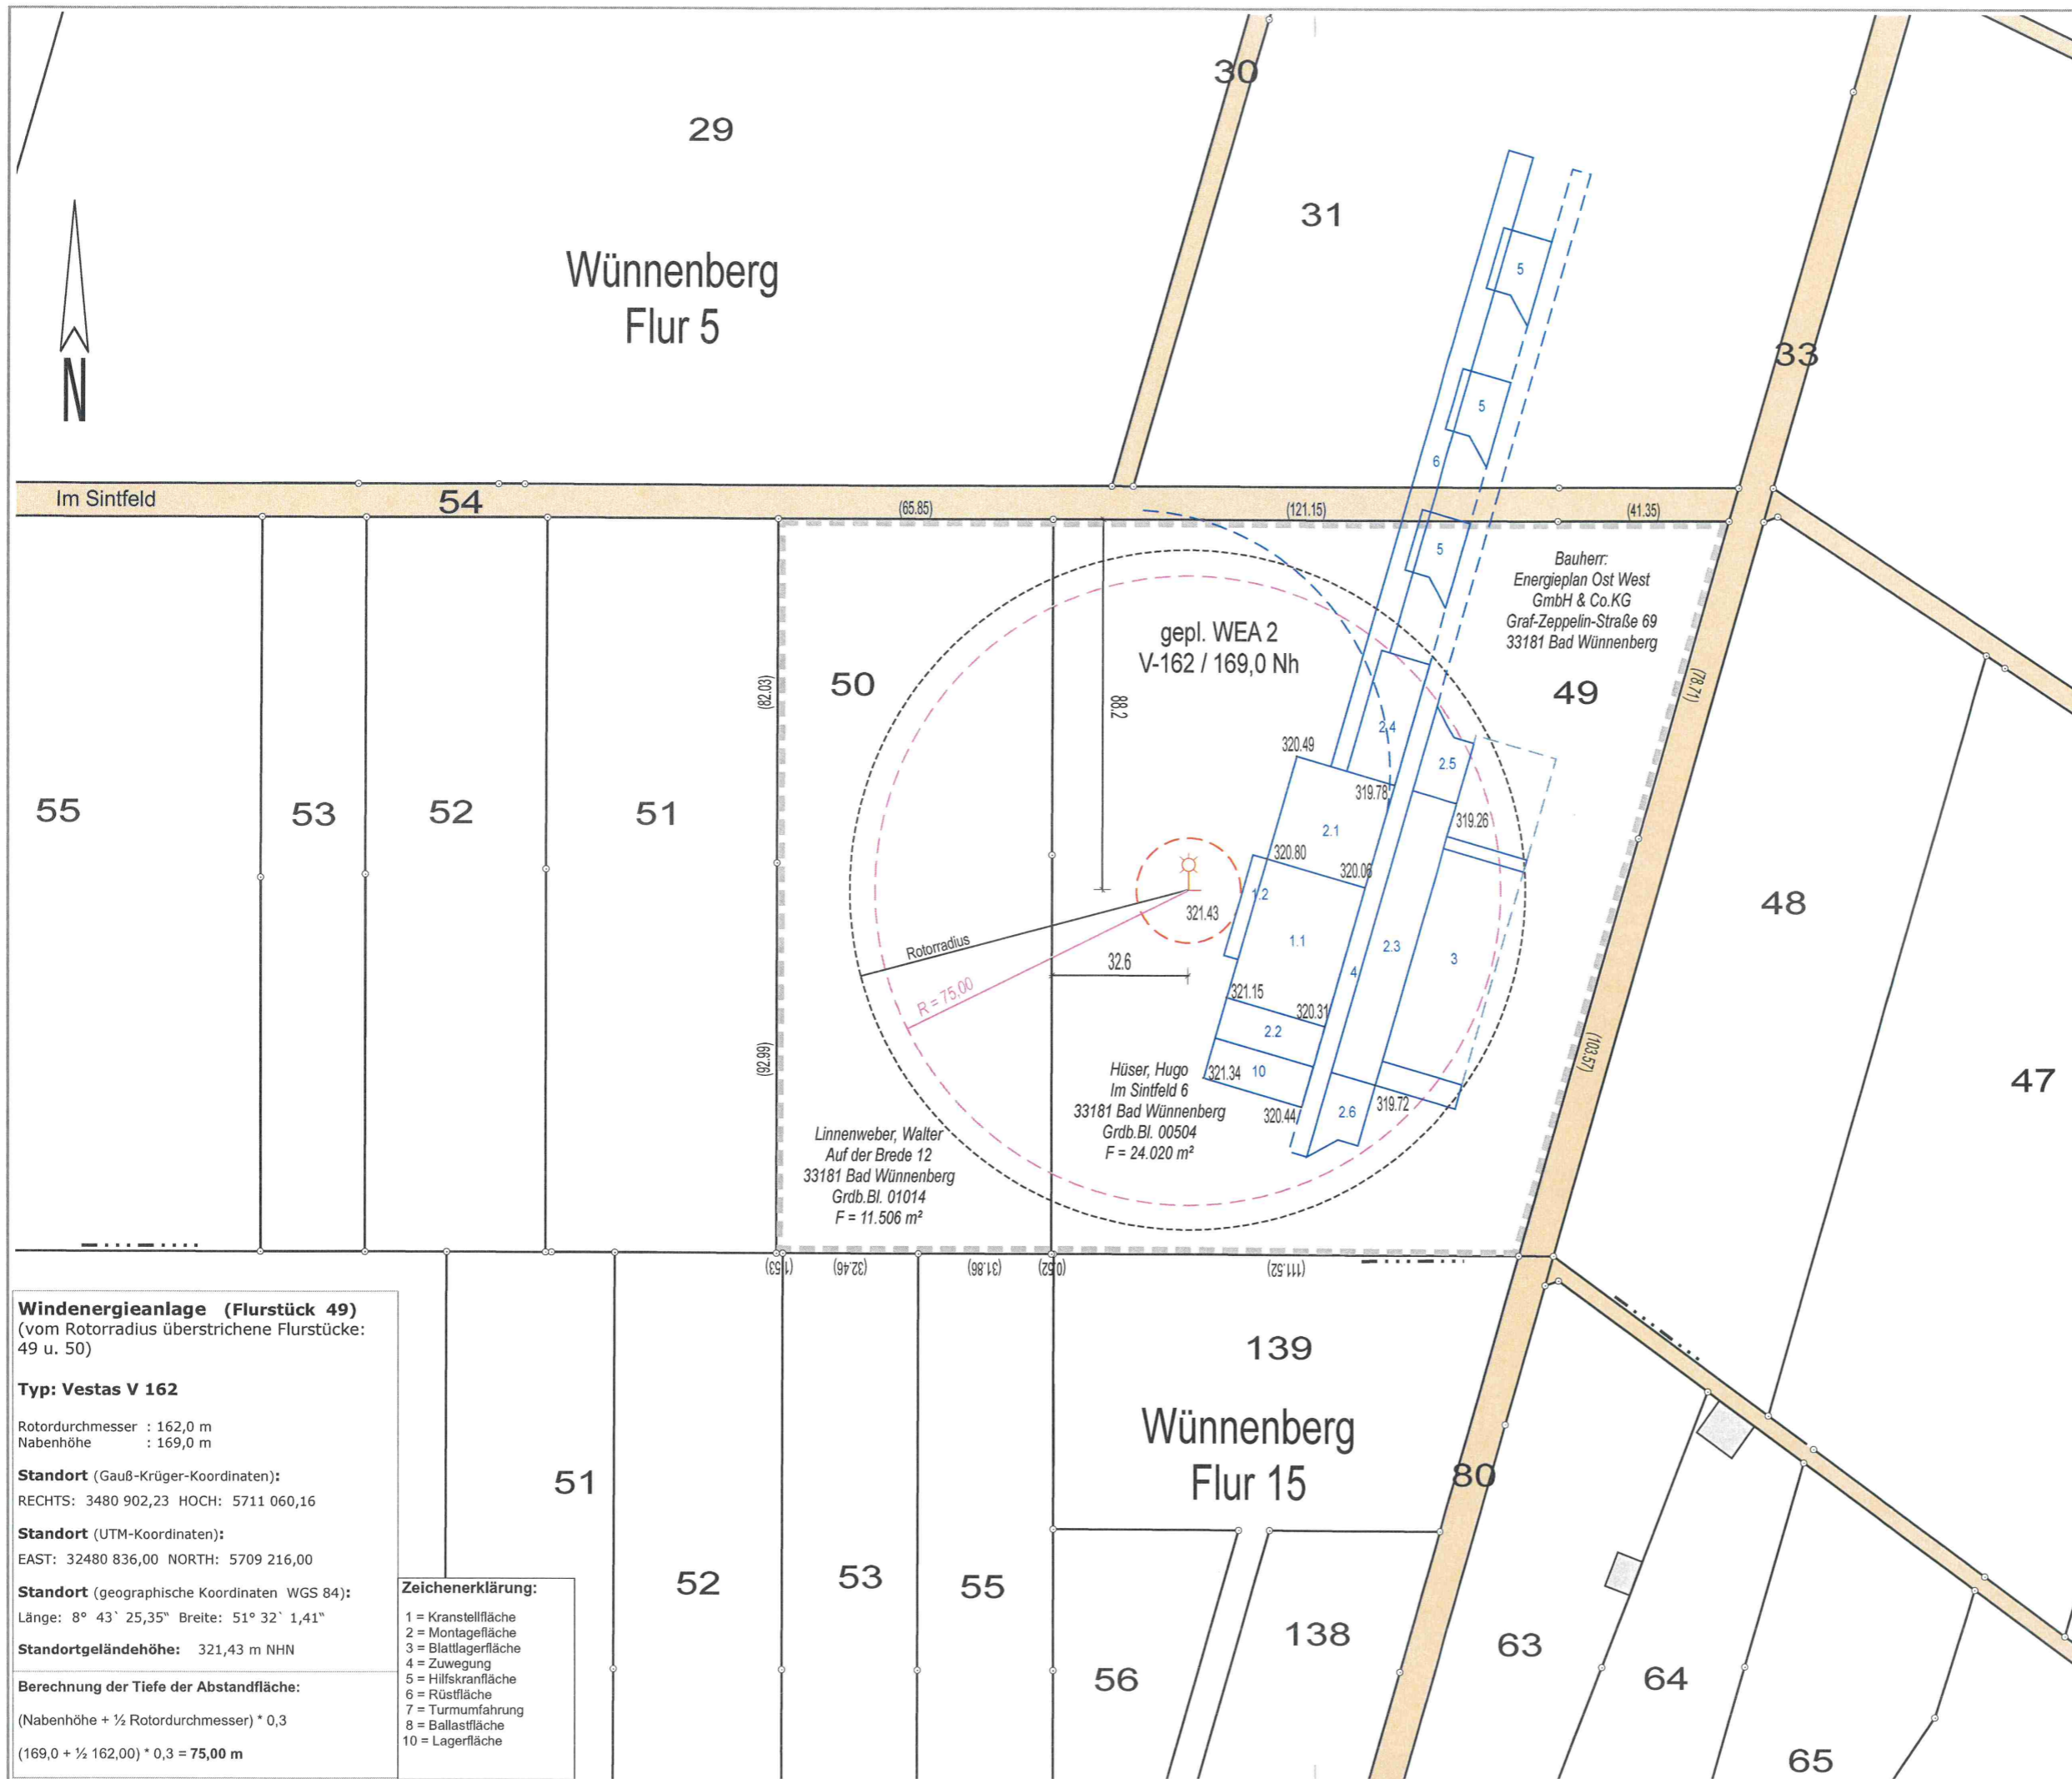 30
29
31
Wünnenberg
Flur 5
5
33
N
5
6
Im Sintfeld
54
(65.85)
(121.15)
(41.35)
5
Bauherr:
Energieplan Ost West
GmbH & Co.KG
Graf-Zeppelin-Straße 69
33181 Bad Wünnenberg
gepl. WEA 2
V-162 / 169,0 Nh
50
49
(82.03)
(78.71)
88.2
2.4
320.49
2.5
319.78
319.26
55
53
52
51
2.1
320.80
320.06
1.2
321.43
48
1.1
2.3
3
4
Rotorradius
32.6
R = 75,00
321.15
320.31
2.2
(92.99)
(103.57)
47
Hüser, Hugo
Im Sintfeld 6
33181 Bad Wünnenberg
Grdb.Bl. 00504
F = 24.020 m²
321.34
10
320.44
2.6
319.72
Linnenweber, Walter
Auf der Brede 12
33181 Bad Wünnenberg
Grdb.Bl. 01014
F = 11.506 m²
(1.53)
(32.46)
(31.86)
(0.52)
(111.52)
Windenergieanlage (Flurstück 49)
(vom Rotorradius überstrichene Flurstücke:
49 u. 50)
Typ: Vestas V 162
Rotordurchmesser : 162,0 m
Nabenhöhe : 169,0 m
Standort (Gauß-Krüger-Koordinaten):
RECHTS: 3480 902,23 HOCH: 5711 060,16
Standort (UTM-Koordinaten):
EAST: 32480 836,00 NORTH: 5709 216,00
Standort (geographische Koordinaten WGS 84):
Länge: 8° 43` 25,35" Breite: 51° 32` 1,41"
Standortgeländehöhe: 321,43 m NHN
Berechnung der Tiefe der Abstandfläche:
(Nabenhöhe + ½ Rotordurchmesser) * 0,3
(169,0 + ½ 162,00) * 0,3 = 75,00 m
Zeichenerklärung:
1 = Kranstellfläche
2 = Montagefläche
3 = Blattlagerfläche
4 = Zuwegung
5 = Hilfskranfläche
6 = Rüstfläche
7 = Turmumfahrung
8 = Ballastfläche
10 = Lagerfläche
139
Wünnenberg
Flur 15
51
80
52
53
55
56
138
63
64
65